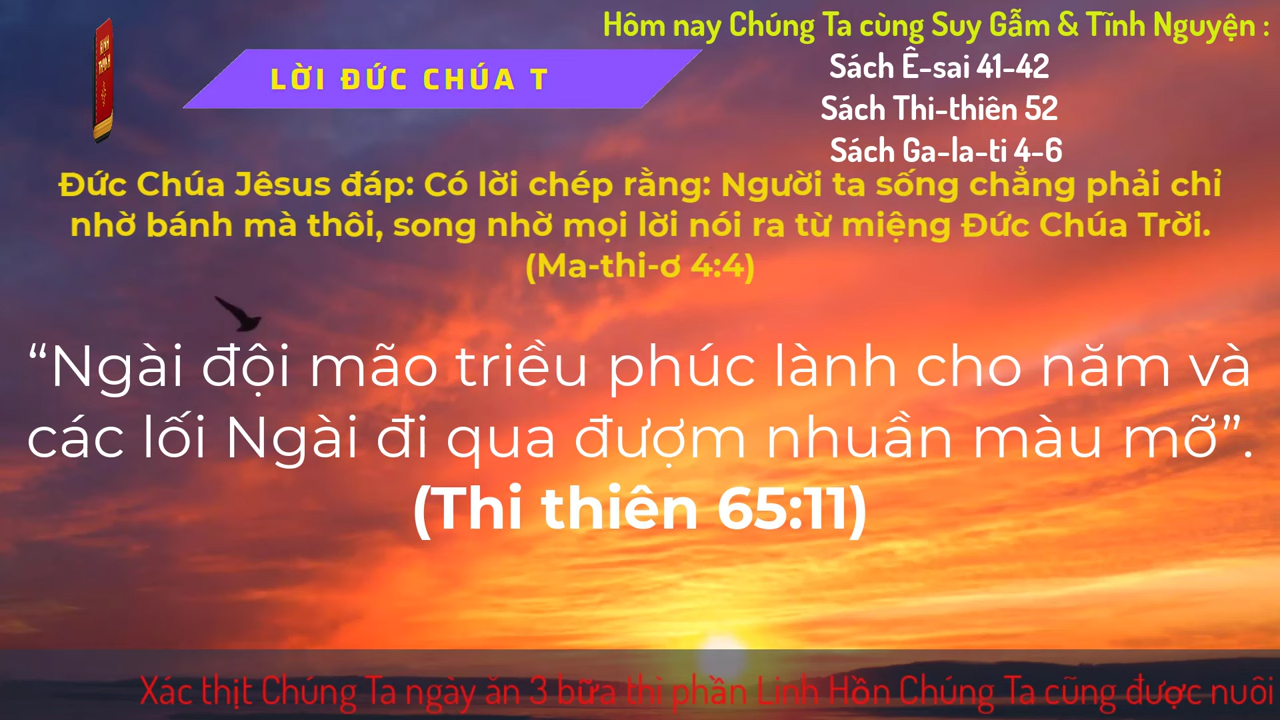 Hôm nay Chúng Ta cùng Suy Gẫm & Tĩnh Nguyện :
Sách Ê-sai 41-42
Sách Thi-thiên 52
Sách Ga-la-ti 4-6
KINH
THÁNH
LỜI ĐỨC CHÚA T
Đức Chúa Jêsus đáp: Có lời chép rằng: Người ta sống chẳng phải chỉ
nhờ bánh mà thôi, song nhờ mọi lời nói ra từ miệng Đức Chúa Trời.
(Ma-thi-ơ 4:4)
“Ngài đội mão triều phúc lành cho năm và
các lối Ngài đi qua đượm nhuần màu mỡ”.
(Thi thiên 65:11)
Xác thịt Chúng Ta ngày ăn 3 bữa thì phần Linh Hồn Chúng Ta cũng được nuôi